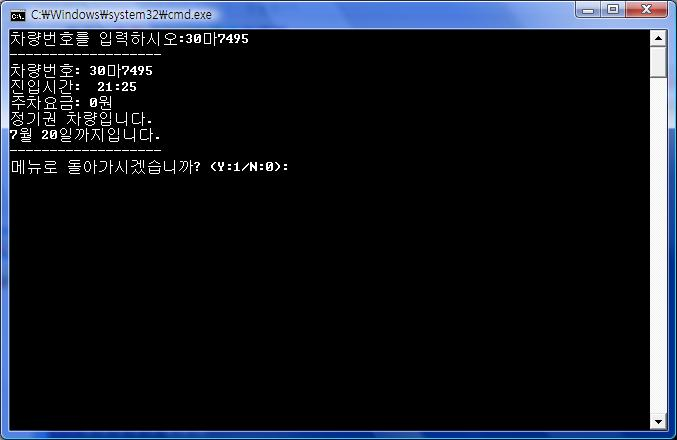 C:\Windows\system32\cmd.exe
차량번호를 입력하시오:30마7495
-------------------
차량번호: 30마7495
진입시간:  21:25
주차요금: 0원
정기권 차량입니다.
7월 20일까지입니다.
-------------------
메뉴로 돌아가시겠습니까? (Y:1/N:0):